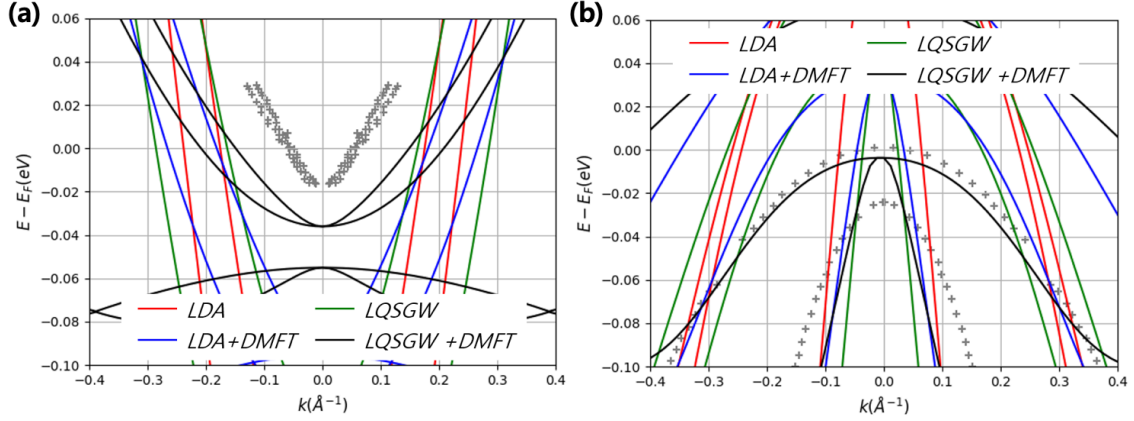 (a)
0.06
0.04
0.02
0.00
−0.02
−0.04
−0.06
−0.08
−0.10
E − E_F(eV)
LDA
LQSGW
LDA+DMFT
LQSGW +DMFT
−0.4 −0.3 −0.2 −0.1 0.0 0.1 0.2 0.3 0.4
k(Å⁻¹)
(b)
0.06
0.04
0.02
0.00
−0.02
−0.04
−0.06
−0.08
−0.10
E − E_F(eV)
LDA
LQSGW
LDA+DMFT
LQSGW +DMFT
−0.4 −0.3 −0.2 −0.1 0.0 0.1 0.2 0.3 0.4
k(Å⁻¹)